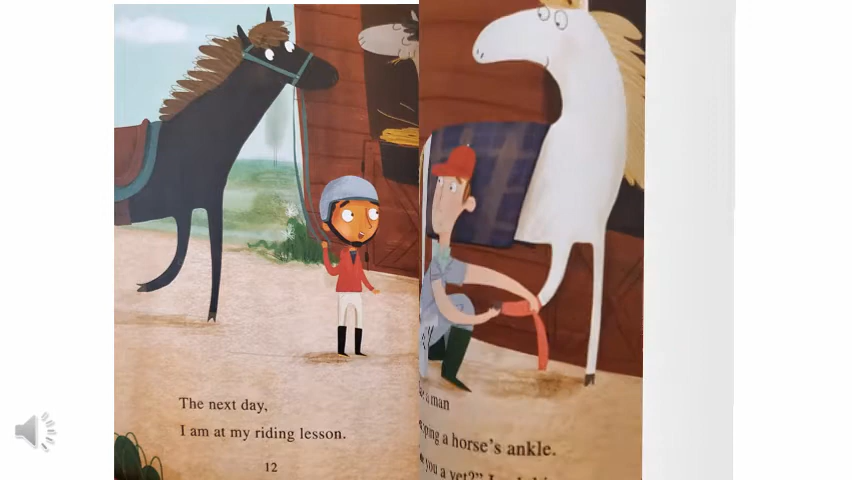 The next day,
I am at my riding lesson.
12
a man
a horse's ankle.
you a vet?"